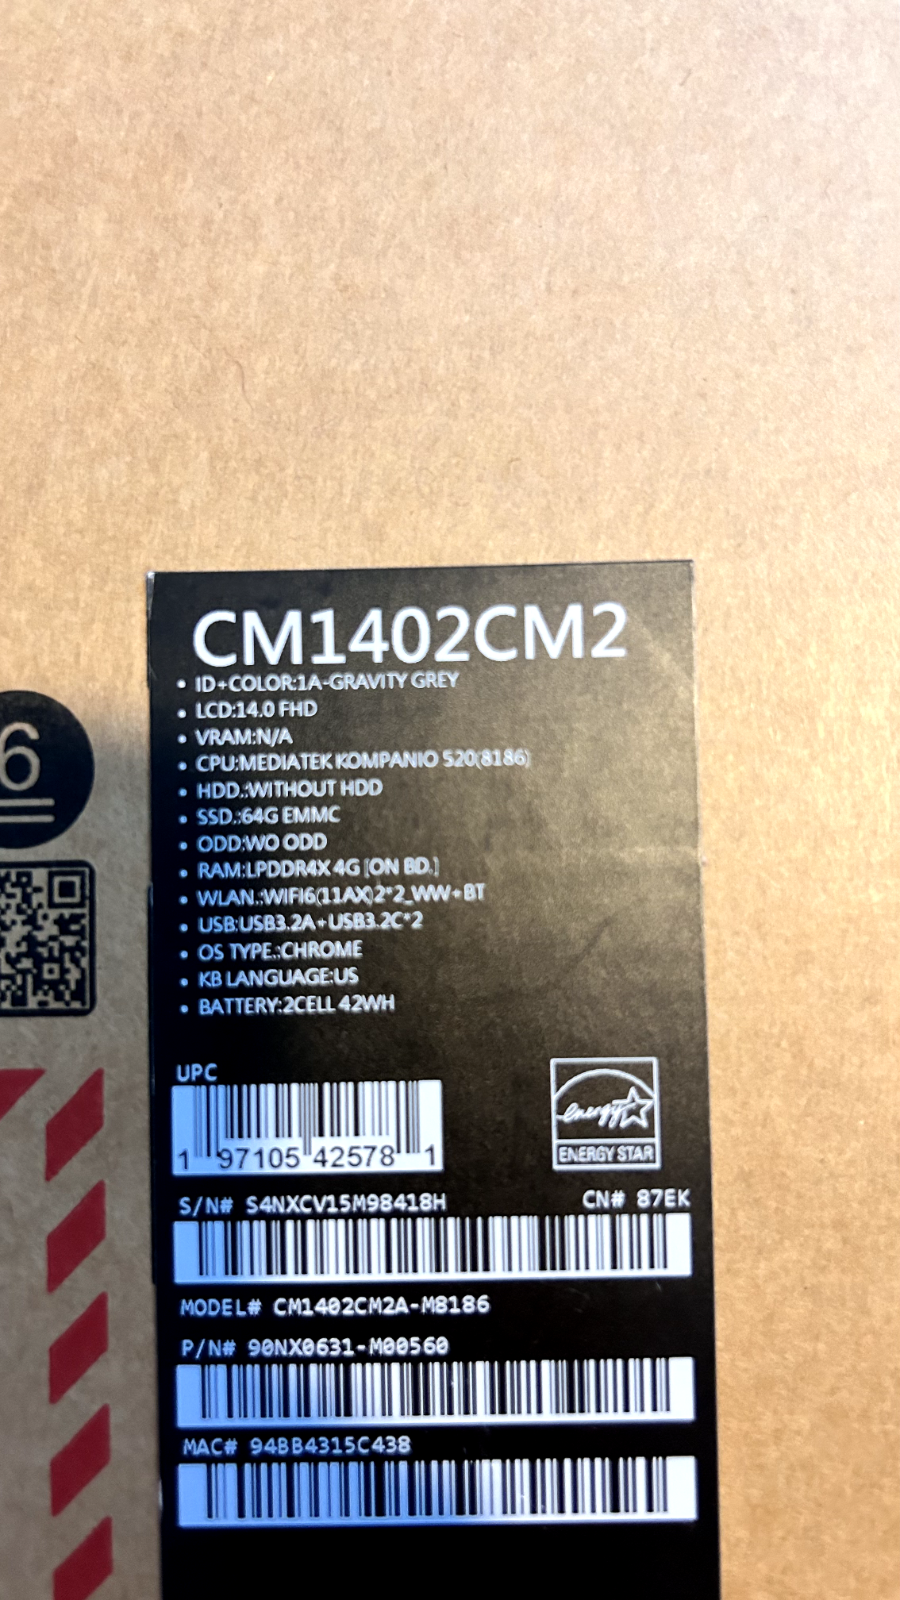 CM1402CM2
• ID+COLOR:1A-GRAVITY GREY
• LCD:14.0 FHD
• VRAM:N/A
• CPU:MEDIATEK KOMPANIO 520(8186)
• HDD.:WITHOUT HDD
• SSD.:64G EMMC
• ODD:WO ODD
• RAM:LPDDR4X 4G [ON BD.]
• WLAN.:WIFI6(11AX)2*2_WW+BT
• USB:USB3.2A+USB3.2C*2
• OS TYPE.:CHROME
• KB LANGUAGE:US
• BATTERY:2CELL 42WH
6
UPC
1 97105 42578 1
energy
ENERGY STAR
S/N# S4NXCV15M98418H CN# 87EK
MODEL# CM1402CM2A-M8186
P/N# 90NX0631-M00560
MAC# 94BB4315C438